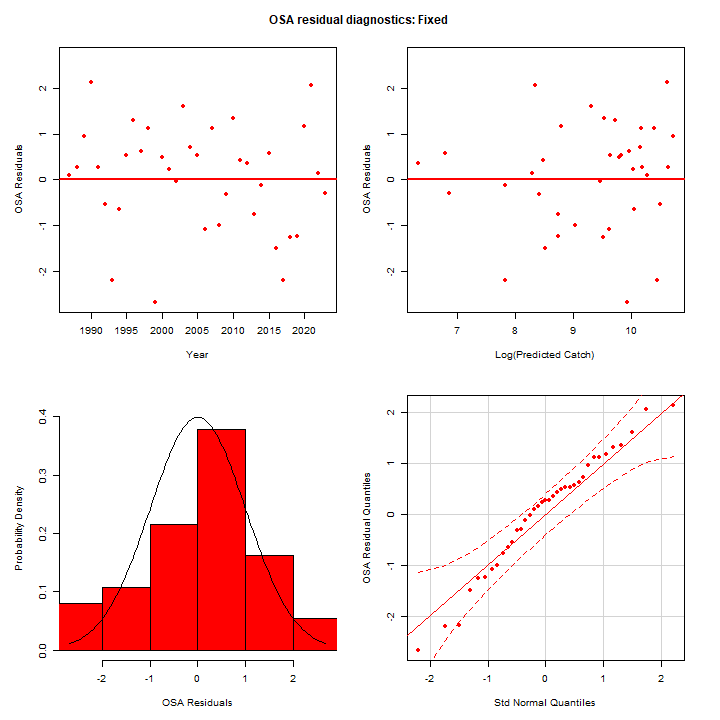 OSA residual diagnostics: Fixed
OSA Residuals
2
1
0
-1
-2
1990 1995 2000 2005 2010 2015 2020
Year
OSA Residuals
2
1
0
-1
-2
7 8 9 10
Log(Predicted Catch)
Probability Density
0.4
0.3
0.2
0.1
0.0
-2 -1 0 1 2
OSA Residuals
OSA Residual Quantiles
2
1
0
-1
-2
-2 -1 0 1 2
Std Normal Quantiles